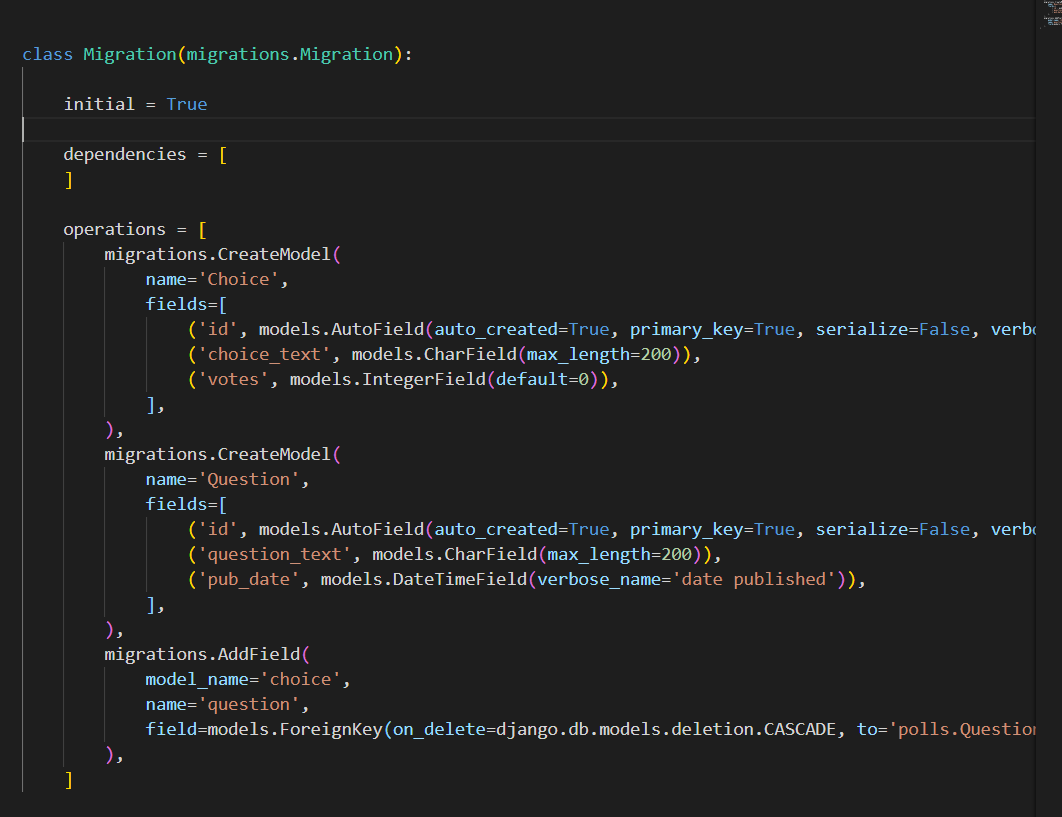 class Migration(migrations.Migration):
initial = True
dependencies = [
]
operations = [
migrations.CreateModel(
name='Choice',
fields=[
('id', models.AutoField(auto_created=True, primary_key=True, serialize=False, verbo
('choice_text', models.CharField(max_length=200)),
('votes', models.IntegerField(default=0)),
],
),
migrations.CreateModel(
name='Question',
fields=[
('id', models.AutoField(auto_created=True, primary_key=True, serialize=False, verbo
('question_text', models.CharField(max_length=200)),
('pub_date', models.DateTimeField(verbose_name='date published')),
],
),
migrations.AddField(
model_name='choice',
name='question',
field=models.ForeignKey(on_delete=django.db.models.deletion.CASCADE, to='polls.Question
),
]